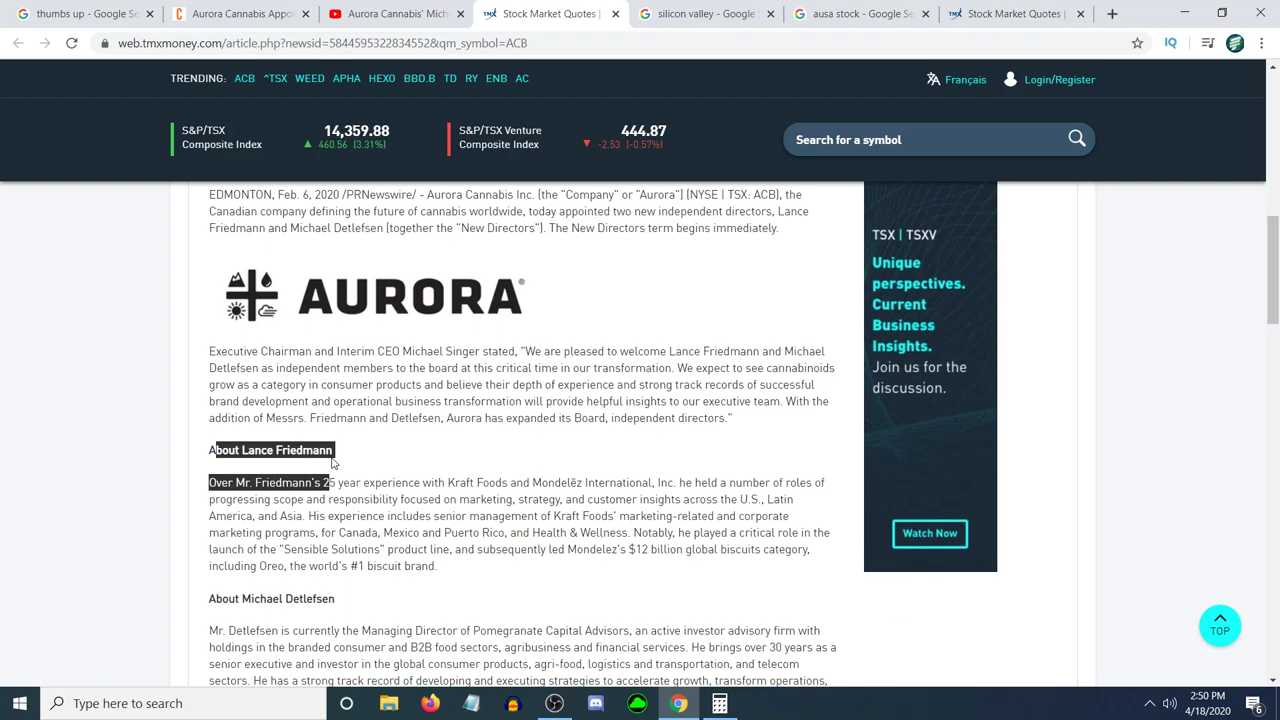 thumbs up - Google Se
Aurora Cannabis Appo
Aurora Cannabis' Mich
Stock Market Quotes |
silicon valley - Google
ausa stock - Google Se
Stock Market Quotes |
web.tmxmoney.com/article.php?newsid=5844595322834552&qm_symbol=ACB
IQ
TRENDING: ACB ^TSX WEED APHA HEXO BBD.B TD RY ENB AC
Français
Login/Register
S&P/TSX
Composite Index
14,359.88
▲ 460.56 (3.31%)
S&P/TSX Venture
Composite Index
444.87
▼ -2.53 (-0.57%)
Search for a symbol
EDMONTON, Feb. 6, 2020 /PRNewswire/ - Aurora Cannabis Inc. (the "Company" or "Aurora") (NYSE | TSX: ACB), the
Canadian company defining the future of cannabis worldwide, today appointed two new independent directors, Lance
Friedmann and Michael Detlefsen (together the "New Directors"). The New Directors term begins immediately.
AURORA®
Executive Chairman and Interim CEO Michael Singer stated, "We are pleased to welcome Lance Friedmann and Michael
Detlefsen as independent members to the board at this critical time in our transformation. We expect to see cannabinoids
grow as a category in consumer products and believe their depth of experience and strong track records of successful
brand development and operational business transformation will provide helpful insights to our executive team. With the
addition of Messrs. Friedmann and Detlefsen, Aurora has expanded its Board, independent directors."
About Lance Friedmann
Over Mr. Friedmann's 25 year experience with Kraft Foods and Mondelēz International, Inc. he held a number of roles of
progressing scope and responsibility focused on marketing, strategy, and customer insights across the U.S., Latin
America, and Asia. His experience includes senior management of Kraft Foods' marketing-related and corporate
marketing programs, for Canada, Mexico and Puerto Rico, and Health & Wellness. Notably, he played a critical role in the
launch of the "Sensible Solutions" product line, and subsequently led Mondelez's $12 billion global biscuits category,
including Oreo, the world's #1 biscuit brand.
About Michael Detlefsen
Mr. Detlefsen is currently the Managing Director of Pomegranate Capital Advisors, an active investor advisory firm with
holdings in the branded consumer and B2B food sectors, agribusiness and financial services. He brings over 30 years as a
senior executive and investor in the global consumer products, agri-food, logistics and transportation, and telecom
sectors. He has a strong track record of developing and executing strategies to accelerate growth, transform operations,
TSX | TSXV
Unique
perspectives.
Current
Business
Insights.
Join us for the
discussion.
Watch Now
TOP
Type here to search
2:50 PM
4/18/2020
6